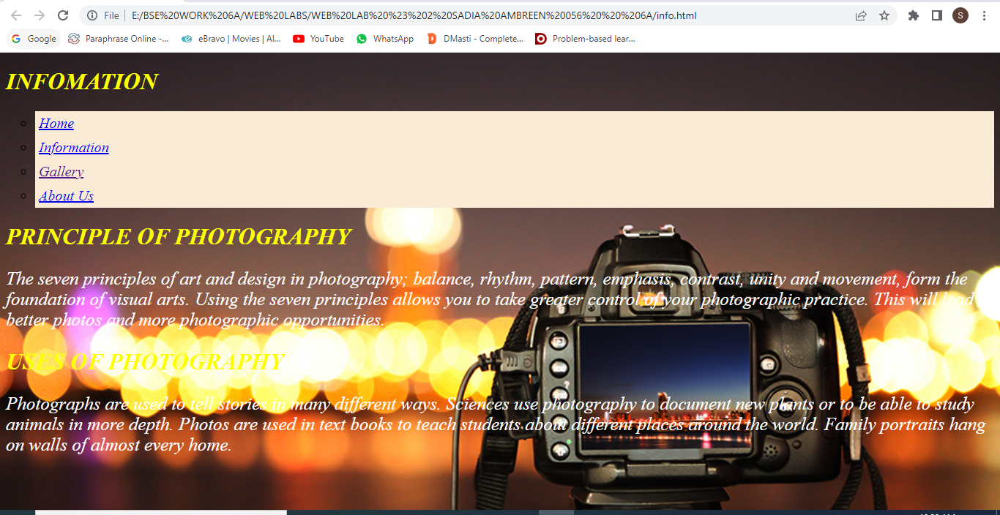 File | E:/BSE%20WORK%206A/WEB%20LABS/WEB%20LAB%20%23%202%20SADIA%20AMBREEN%20056%20%20%206A/info.html
S
Google Paraphrase Online -... eBravo | Movies | Al... YouTube WhatsApp DMasti - Complete... Problem-based lear...
INFOMATION
Home
Information
Gallery
About Us
PRINCIPLE OF PHOTOGRAPHY
The seven principles of art and design in photography; balance, rhythm, pattern, emphasis, contrast, unity and movement, form the
foundation of visual arts. Using the seven principles allows you to take greater control of your photographic practice. This will lead
better photos and more photographic opportunities.
USES OF PHOTOGRAPHY
Photographs are used to tell stories in many different ways. Sciences use photography to document new plants or to be able to study
animals in more depth. Photos are used in text books to teach students about different places around the world. Family portraits hang
on walls of almost every home.